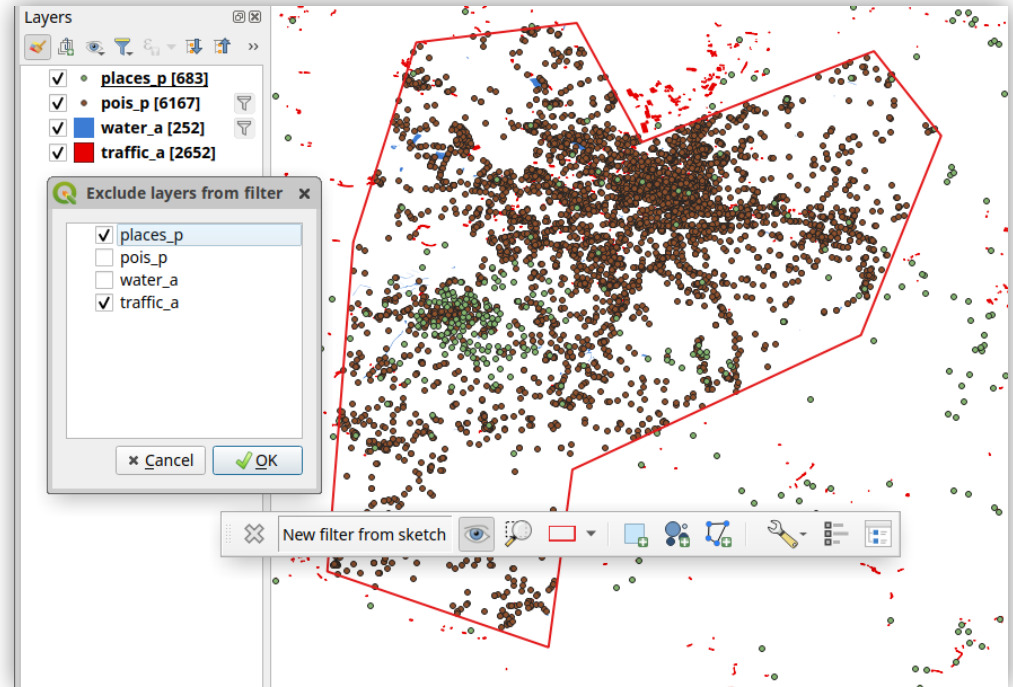 Layers
places_p [683]
pois_p [6167]
water_a [252]
traffic_a [2652]
Exclude layers from filter
places_p
pois_p
water_a
traffic_a
Cancel
OK
New filter from sketch